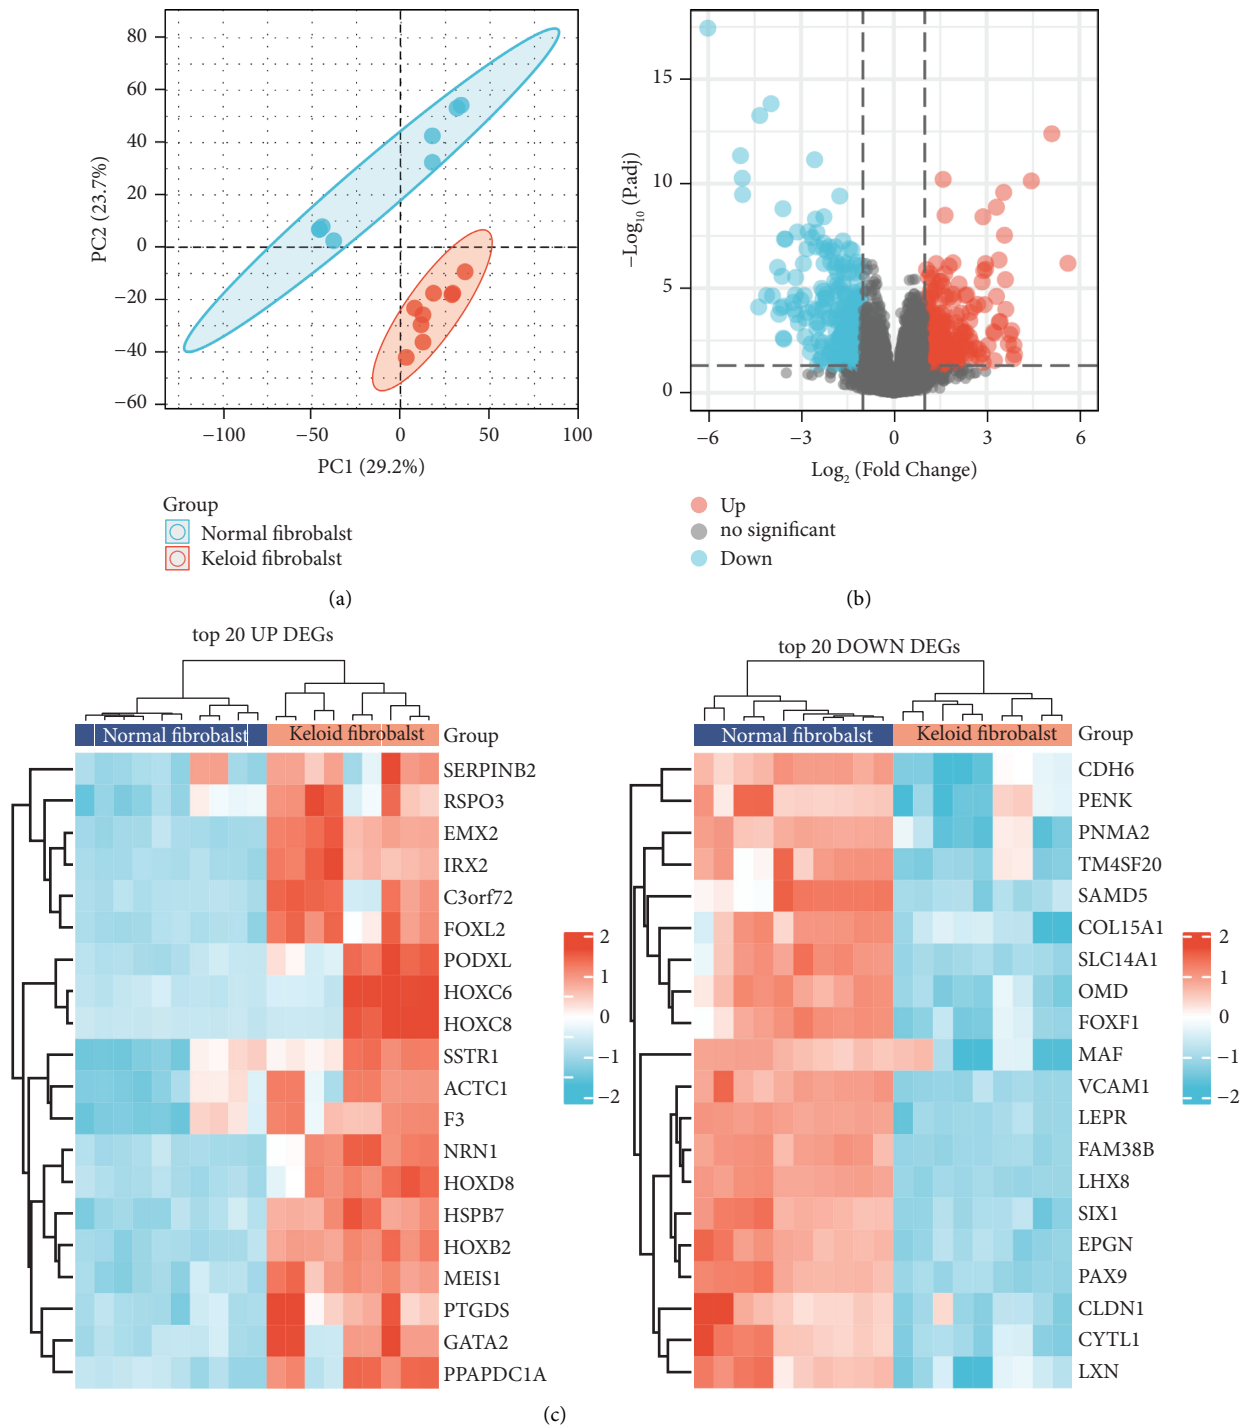 80
60
40
20
0
−20
−40
−60
PC2 (23.7%)
−100
−50
0
50
100
PC1 (29.2%)
Group
Normal fibrobalst
Keloid fibrobalst
(a)
15
10
5
0
−Log10 (P.adj)
−6
−3
0
3
6
Log2 (Fold Change)
Up
no significant
Down
(b)
top 20 UP DEGs
Normal fibrobalst
Keloid fibrobalst
Group
SERPINB2
RSPO3
EMX2
IRX2
C3orf72
FOXL2
PODXL
HOXC6
HOXC8
SSTR1
ACTC1
F3
NRN1
HOXD8
HSPB7
HOXB2
MEIS1
PTGDS
GATA2
PPAPDC1A
2
1
0
−1
−2
top 20 DOWN DEGs
Normal fibrobalst
Keloid fibrobalst
Group
CDH6
PENK
PNMA2
TM4SF20
SAMD5
COL15A1
SLC14A1
OMD
FOXF1
MAF
VCAM1
LEPR
FAM38B
LHX8
SIX1
EPGN
PAX9
CLDN1
CYTL1
LXN
2
1
0
−1
−2
(c)